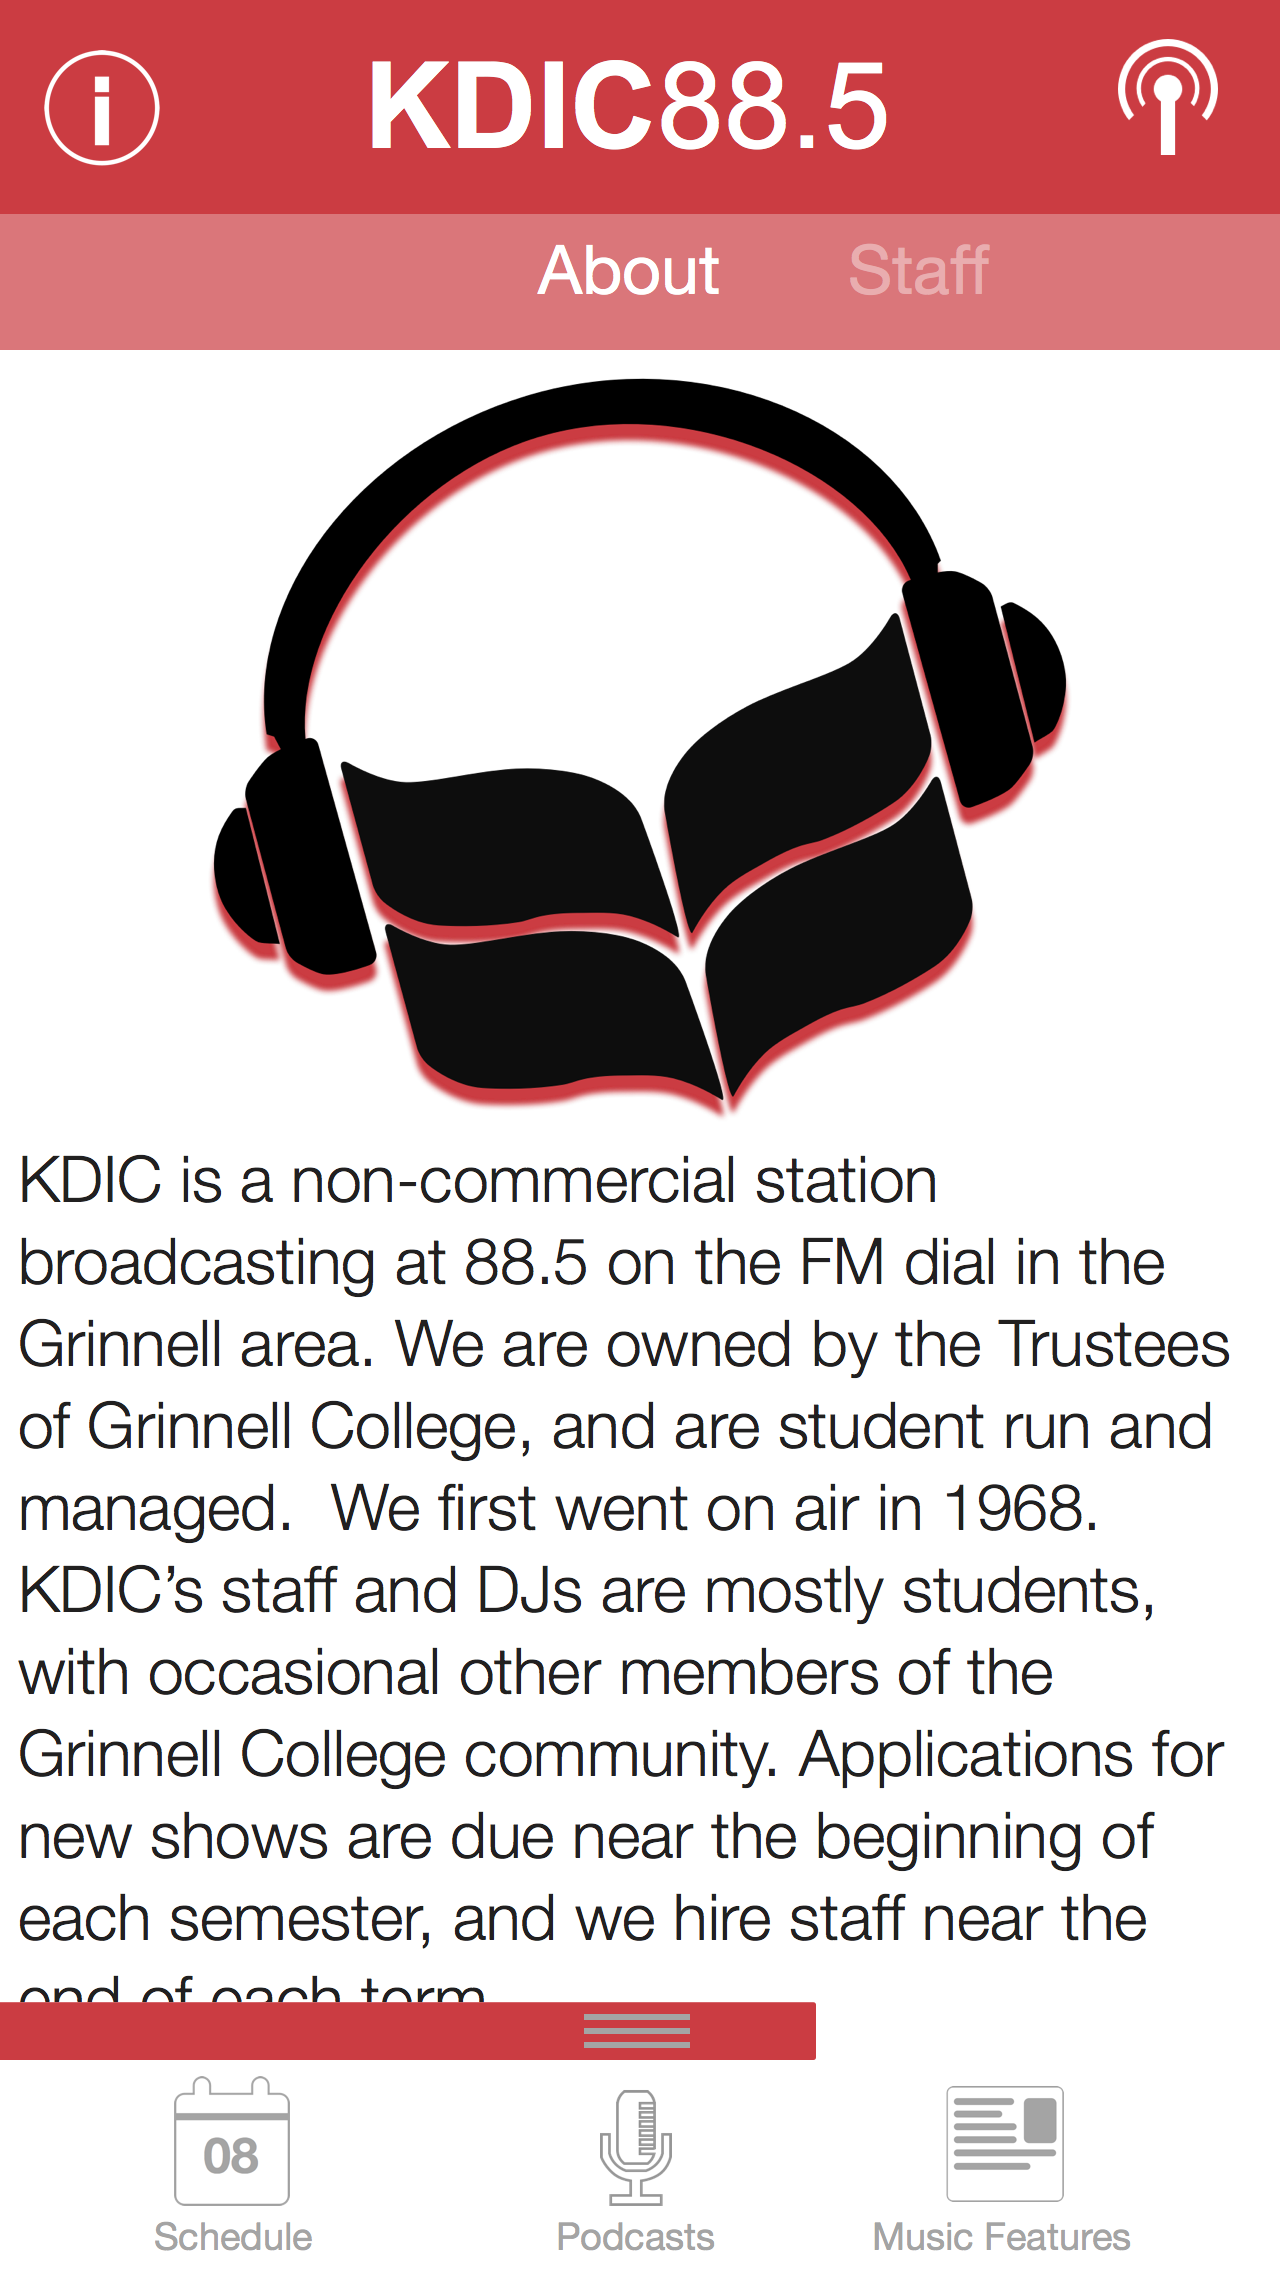 i
KDIC88.5
About Staff
KDIC is a non-commercial station
broadcasting at 88.5 on the FM dial in the
Grinnell area. We are owned by the Trustees
of Grinnell College, and are student run and
managed.  We first went on air in 1968.
KDIC’s staff and DJs are mostly students,
with occasional other members of the
Grinnell College community. Applications for
new shows are due near the beginning of
each semester, and we hire staff near the
end of each term
08
Schedule Podcasts Music Features